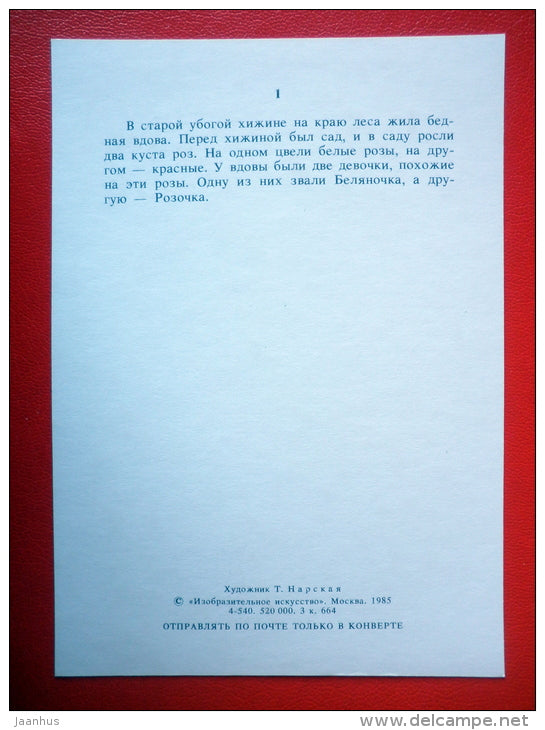 1
В старой убогой хижине на краю леса жила бед-
ная вдова. Перед хижиной был сад, и в саду росли
два куста роз. На одном цвели белые розы, на дру-
гом — красные. У вдовы были две девочки, похожие
на эти розы. Одну из них звали Беляночка, а дру-
гую — Розочка.
Художник Т. Нарская
© «Изобразительное искусство». Москва. 1985
4-540. 520 000. 3 к. 664
ОТПРАВЛЯТЬ ПО ПОЧТЕ ТОЛЬКО В КОНВЕРТЕ
jaanhus
www.delcampe.net